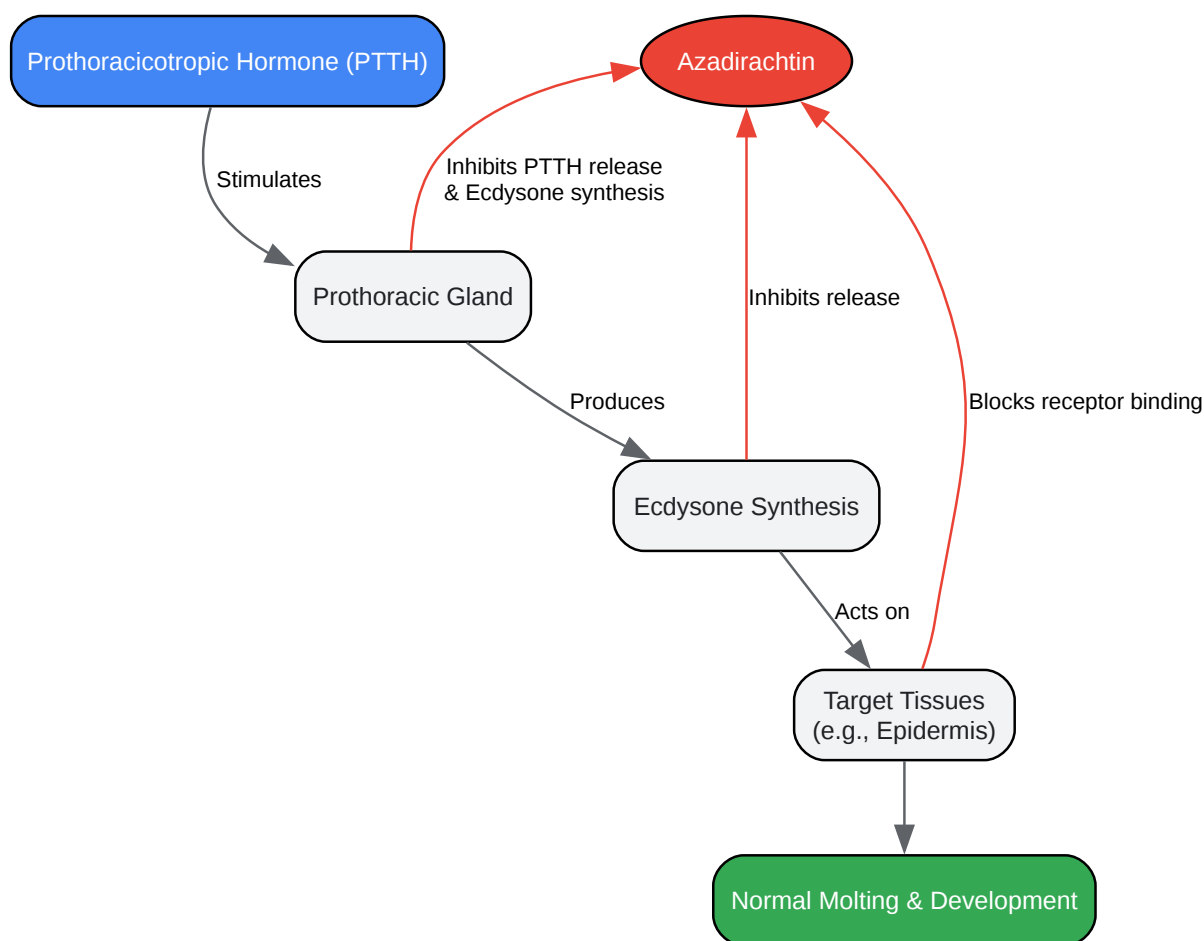 Prothoracicotropic Hormone (PTTH)
Azadirachtin
Inhibits PTTH release
& Ecdysone synthesis
Stimulates
Prothoracic Gland
Inhibits release
Produces
Blocks receptor binding
Ecdysone Synthesis
Acts on
Target Tissues
(e.g., Epidermis)
Normal Molting & Development